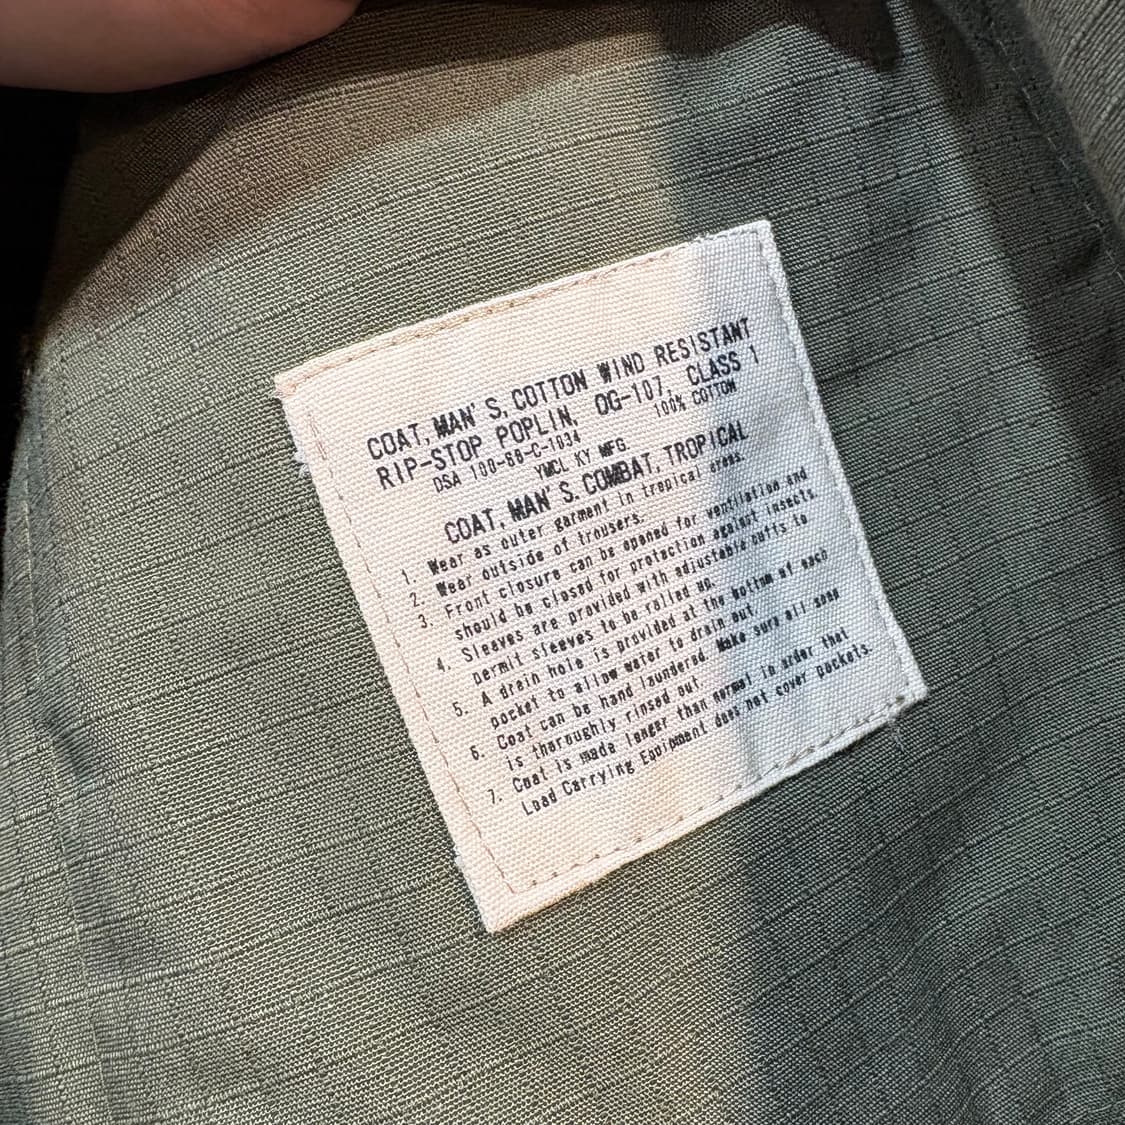 COAT, MAN'S, COTTON WIND RESISTANT
RIP-STOP POPLIN, OG-107, CLASS 1
100% COTTON
DSA 100-68-C-1034
YMCL KY MFG.
COAT, MAN'S. COMBAT, TROPICAL
1. Wear as outer garment in tropical areas.
2. Wear outside of trousers.
3. Front closure can be opened for ventilation and
should be closed for protection against insects.
4. Sleeves are provided with adjustable cuffs to
permit sleeves to be rolled up.
5. A drain hole is provided at the bottom of each
pocket to allow water to drain out.
6. Coat can be hand laundered. Make sure all soap
is thoroughly rinsed out.
7. Coat is made longer than normal in order that
Load Carrying Equipment does not cover pockets.